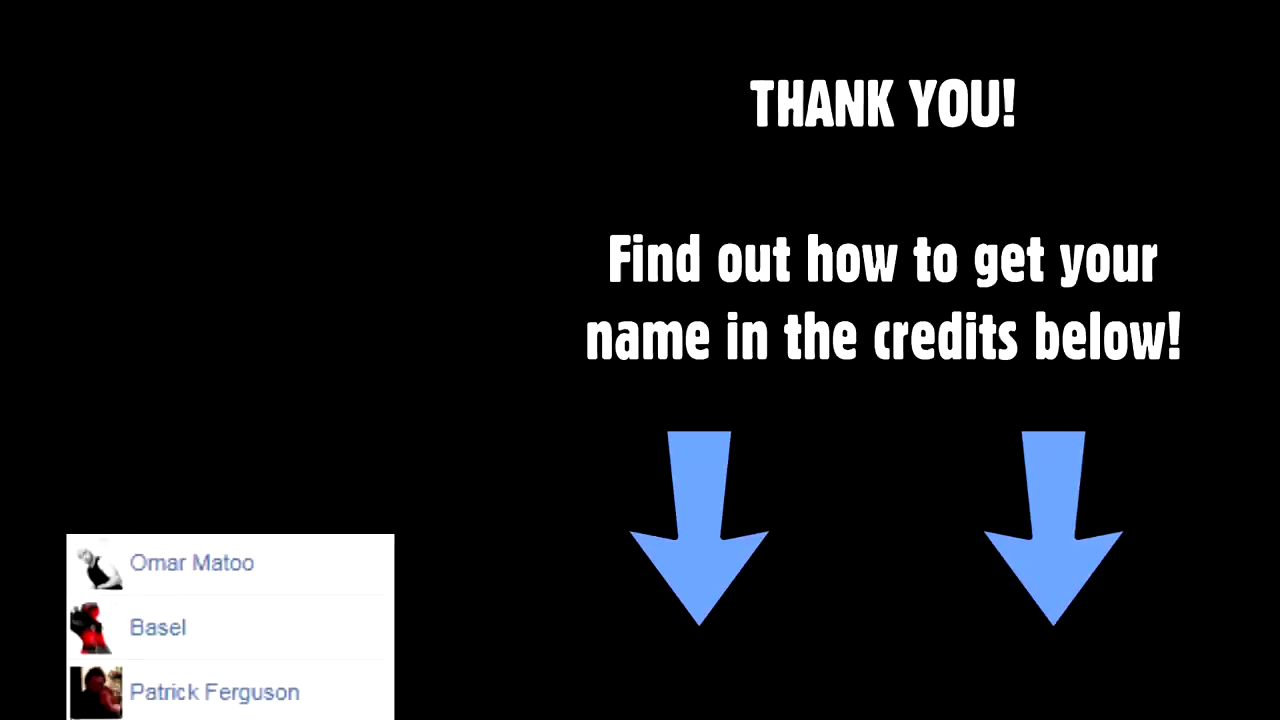 THANK YOU!
Find out how to get your
name in the credits below!
Omar Matoo
Basel
Patrick Ferguson